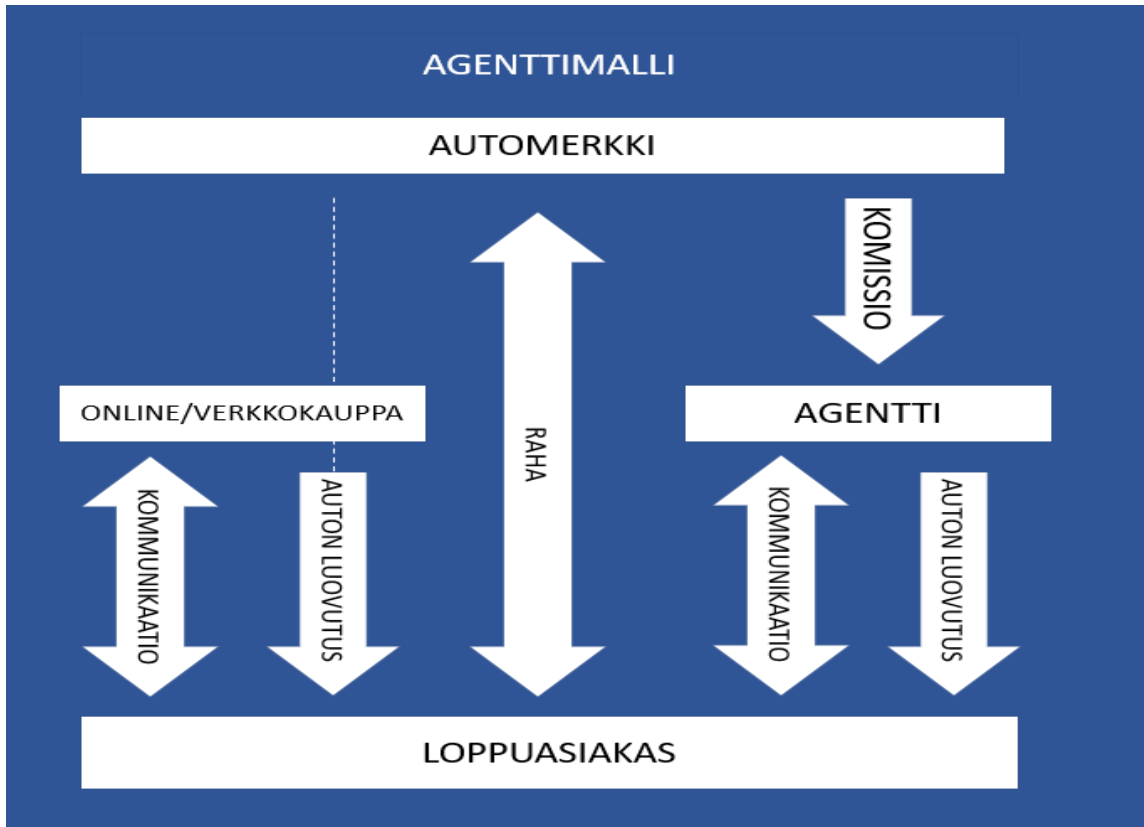 AGENTTIMALLI
AUTOMERKKI
KOMISSIO
ONLINE/VERKKOKAUPPA
RAHA
AGENTTI
KOMMUNIKAATIO
AUTON LUOVUTUS
KOMMUNIKAATIO
AUTON LUOVUTUS
LOPPUASIAKAS